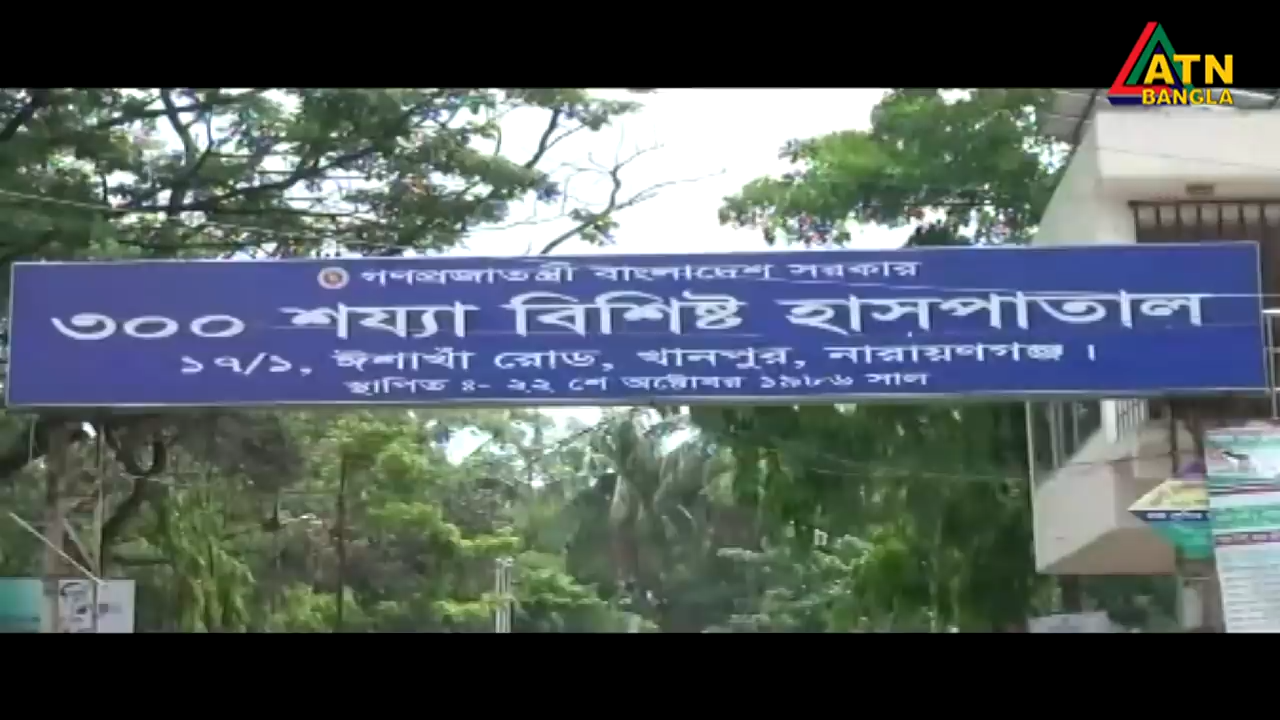 ATN
BANGLA
গণপ্রজাতন্ত্রী বাংলাদেশ সরকার
৩০০ শয্যা বিশিষ্ট হাসপাতাল
১৭/১, ঈশাখাঁ রোড, খানপুর, নারায়ণগঞ্জ।
স্থাপিত ঃ- ২২ শে অক্টোবর ১৯৮৬ সাল